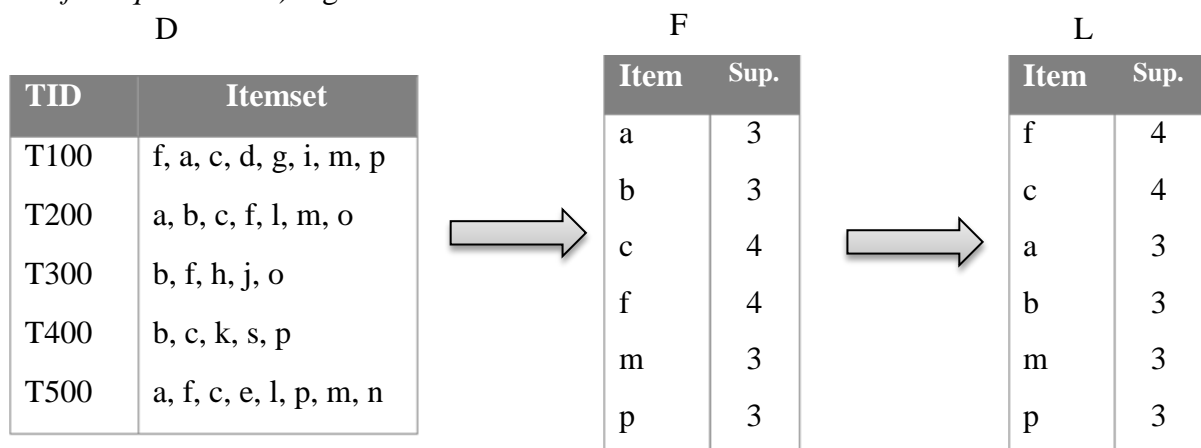 D
F
L
TID Itemset
T100 f, a, c, d, g, i, m, p
T200 a, b, c, f, l, m, o
T300 b, f, h, j, o
T400 b, c, k, s, p
T500 a, f, c, e, l, p, m, n
Item Sup.
a 3
b 3
c 4
f 4
m 3
p 3
Item Sup.
f 4
c 4
a 3
b 3
m 3
p 3